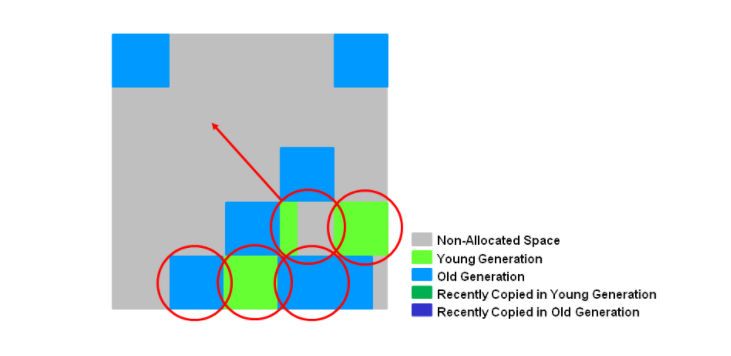 Non-Allocated Space
Young Generation
Old Generation
Recently Copied in Young Generation
Recently Copied in Old Generation